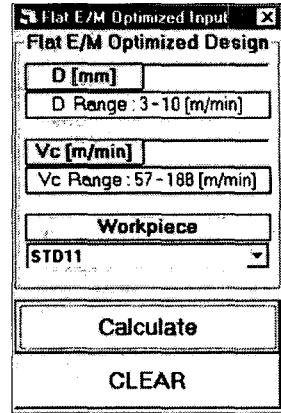 Flat E/M Optimized Input
Flat E/M Optimized Design
D [mm]
D Range : 3-10 [m/min]
Vc [m/min]
Vc Range : 57-188 [m/min]
Workpiece
STD11
Calculate
CLEAR